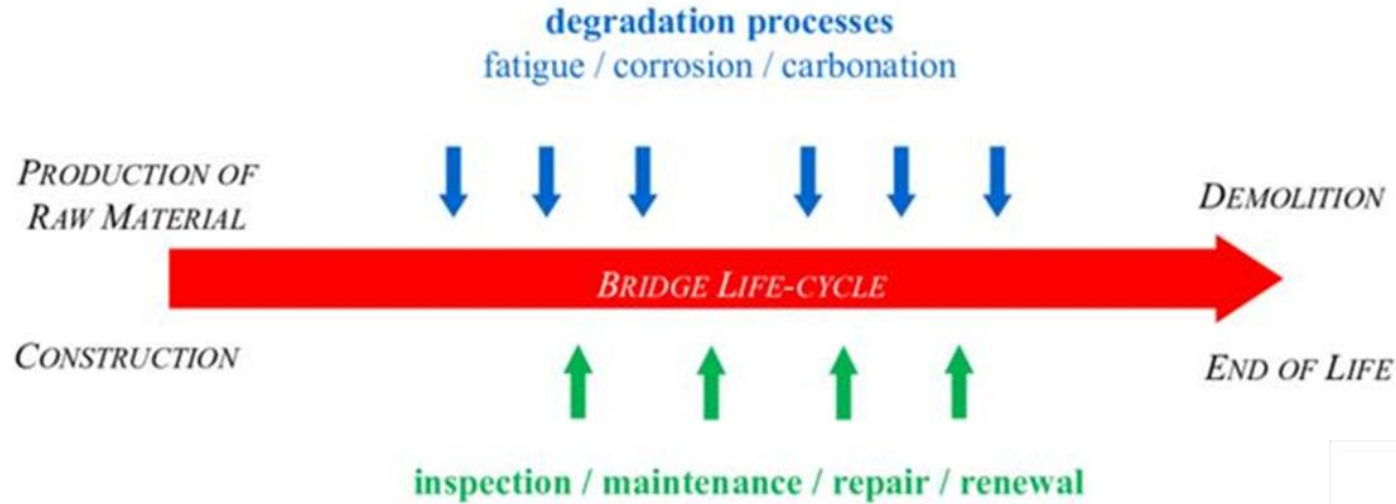 degradation processes
fatigue / corrosion / carbonation
PRODUCTION OF
RAW MATERIAL
DEMOLITION
BRIDGE LIFE-CYCLE
CONSTRUCTION
END OF LIFE
inspection / maintenance / repair / renewal